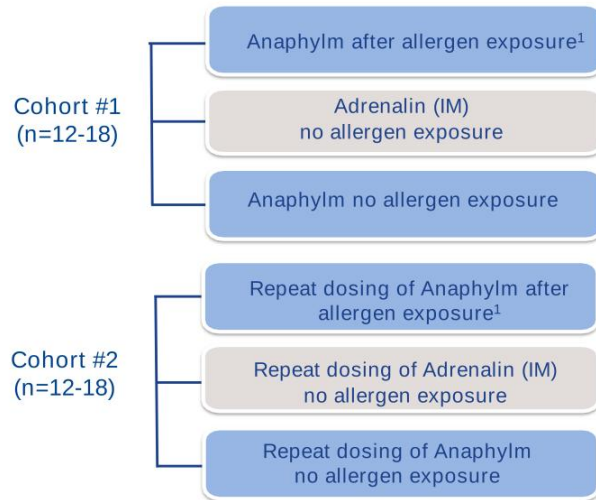 Anaphylm after allergen exposure¹
Cohort #1
(n=12-18)
Adrenalin (IM)
no allergen exposure
Anaphylm no allergen exposure
Repeat dosing of Anaphylm after
allergen exposure¹
Cohort #2
(n=12-18)
Repeat dosing of Adrenalin (IM)
no allergen exposure
Repeat dosing of Anaphylm
no allergen exposure